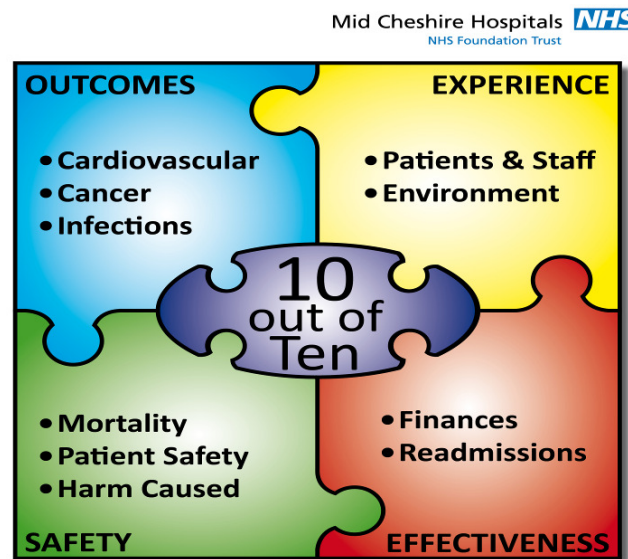 Mid Cheshire Hospitals NHS
NHS Foundation Trust
OUTCOMES
• Cardiovascular
• Cancer
• Infections
EXPERIENCE
• Patients & Staff
• Environment
10
out of
Ten
• Mortality
• Patient Safety
• Harm Caused
SAFETY
• Finances
• Readmissions
EFFECTIVENESS